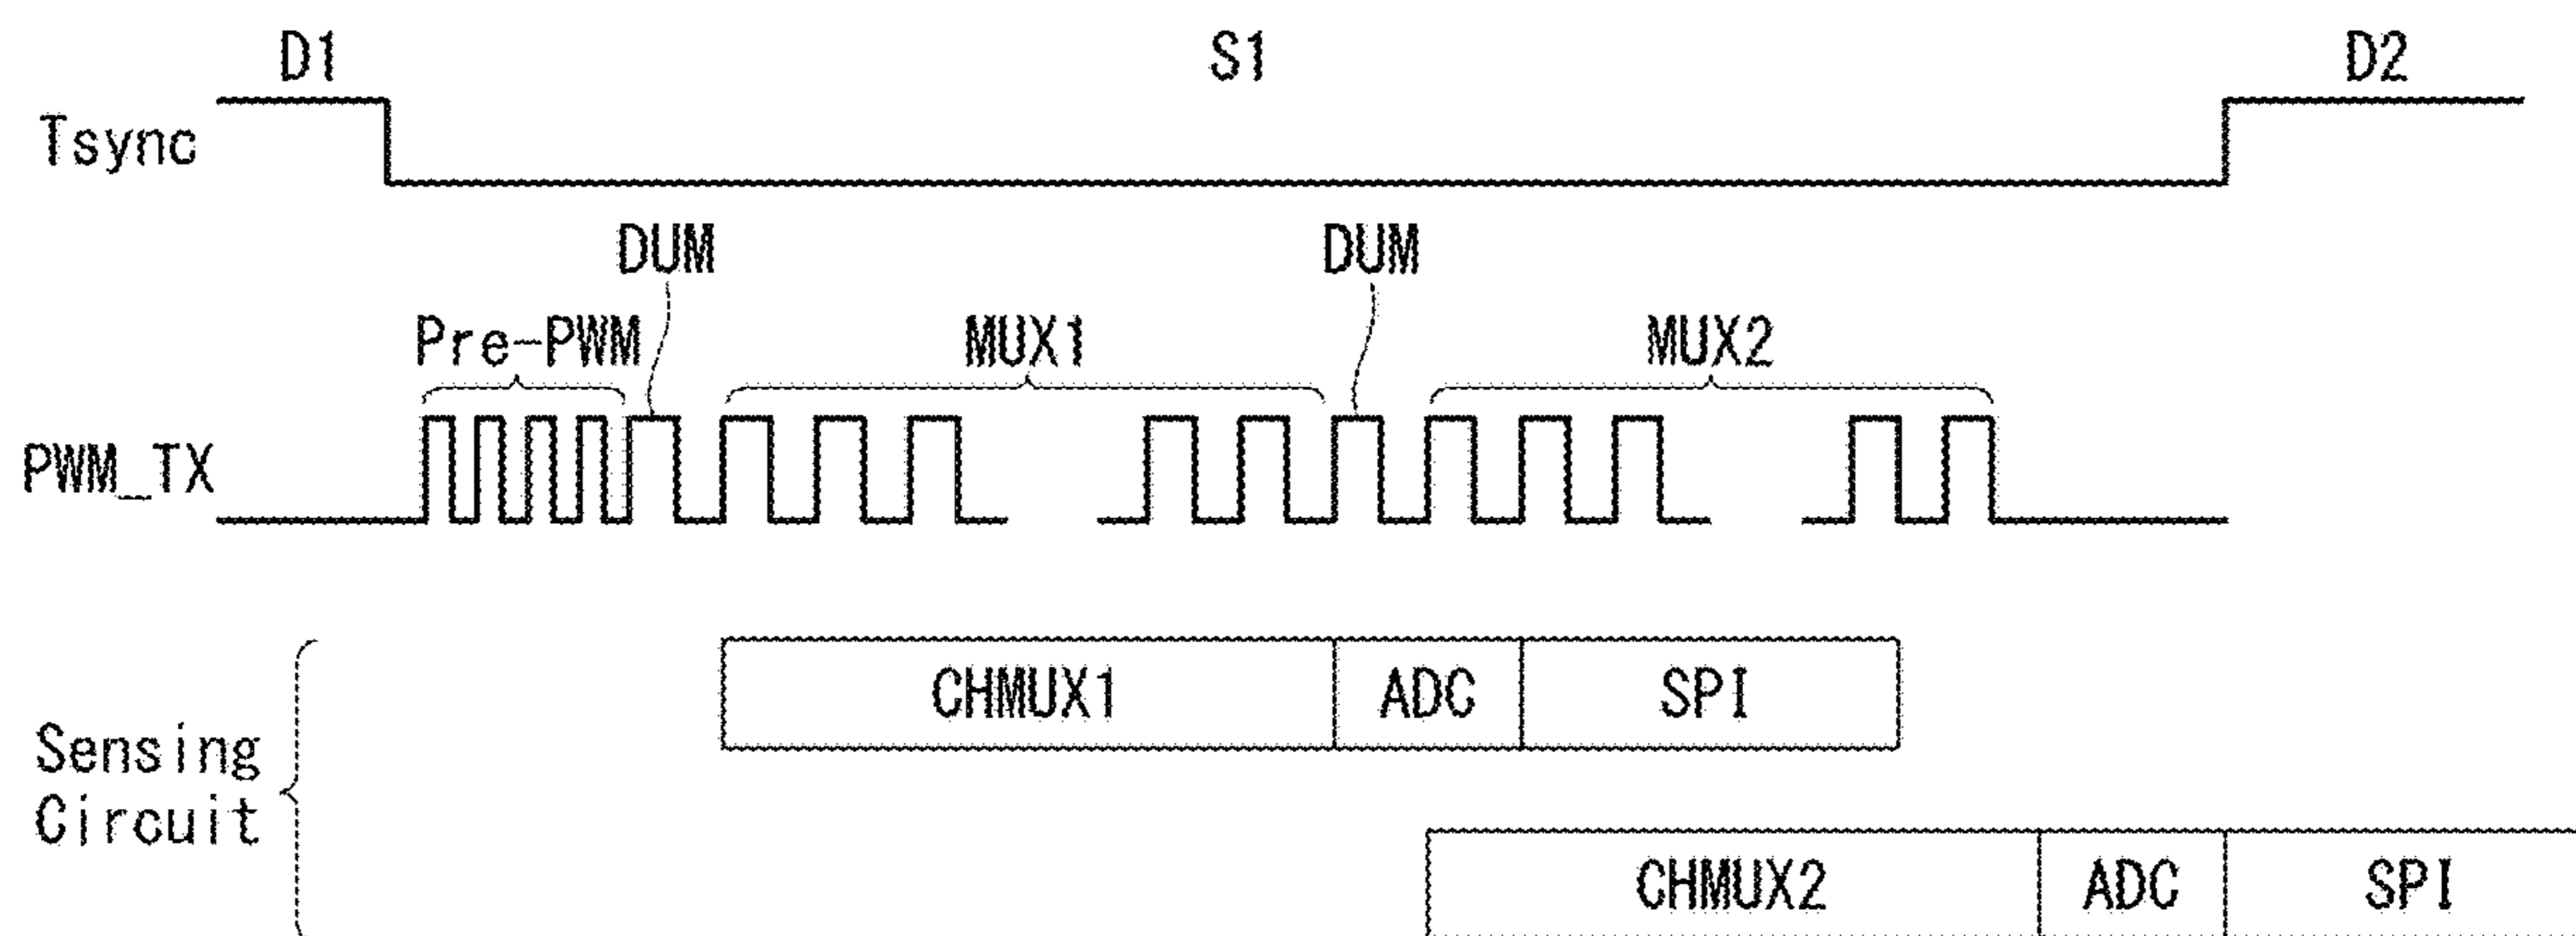 D1 S1 D2
Tsync
DUM DUM
Pre-PWM MUX1 MUX2
PWM_TX
CHMUX1 ADC SPI
Sensing
Circuit
CHMUX2 ADC SPI